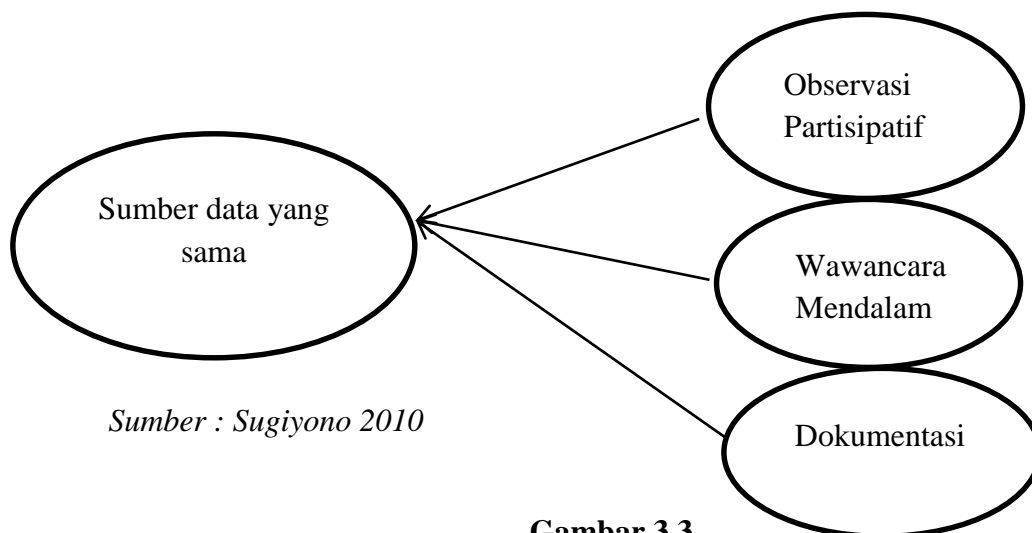 Observasi
Partisipatif
Sumber data yang
sama
Wawancara
Mendalam
Sumber : Sugiyono 2010
Dokumentasi
Gambar 3.3